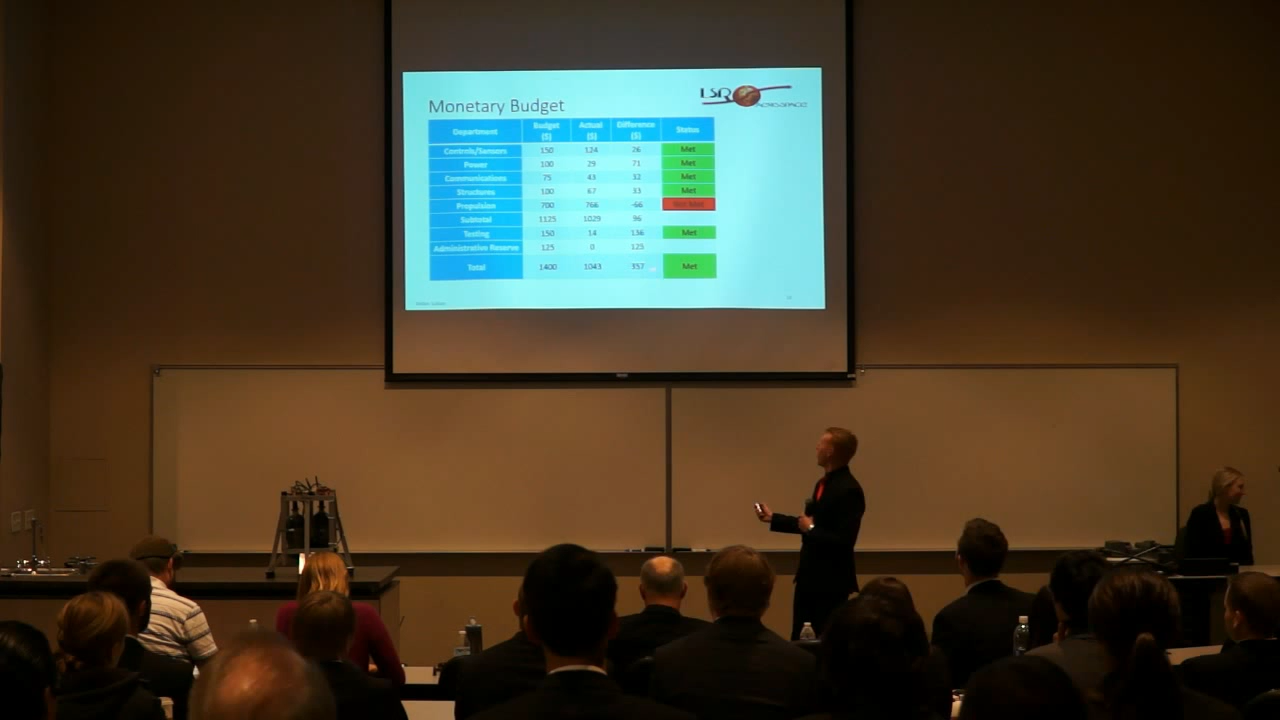 LSR
AEROSPACE
Monetary Budget
Department Budget ($) Actual ($) Difference ($) Status
Controls/Sensors 150 124 26 Met
Power 100 29 71 Met
Communications 75 43 32 Met
Structures 100 67 33 Met
Propulsion 700 766 -66 Not Met
Subtotal 1125 1029 96
Testing 150 14 136 Met
Administrative Reserve 125 0 125
Total 1400 1043 357 Met